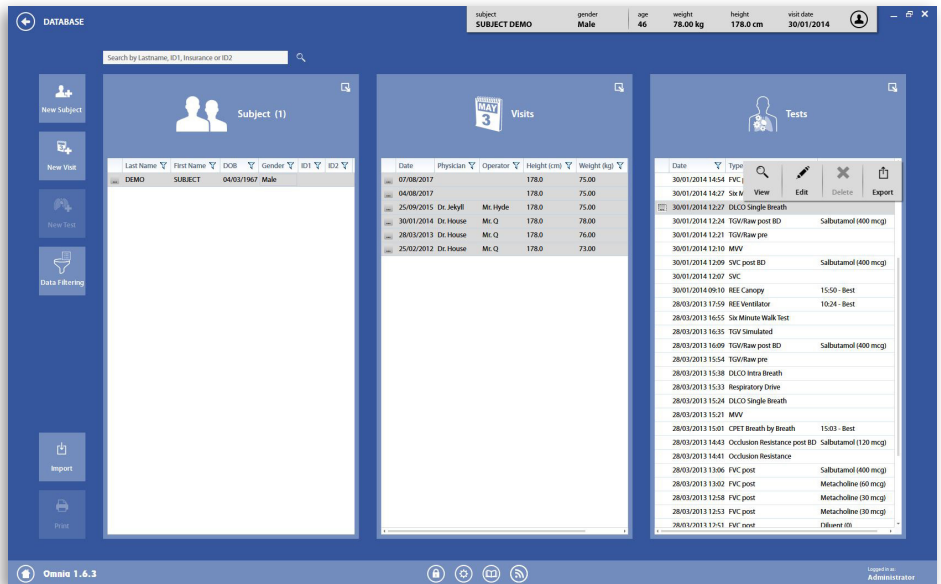 DATABASE
subject gender age weight height visit date
SUBJECT DEMO Male 46 78.00 kg 178.0 cm 30/01/2014
Search by Lastname, ID1, Insurance or ID2
New Subject
New Visit
New Test
Data Filtering
Import
Print
Subject (1)
Last Name First Name DOB Gender ID1 ID2
DEMO SUBJECT 04/03/1967 Male
MAY
3
Visits
Date Physician Operator Height (cm) Weight (kg)
07/08/2017 178.0 75.00
04/08/2017 178.0 75.00
25/09/2015 Dr. Jekyll Mr. Hyde 178.0 75.00
30/01/2014 Dr. House Mr. Q 178.0 78.00
28/03/2013 Dr. House Mr. Q 178.0 76.00
25/02/2012 Dr. House Mr. Q 178.0 73.00
Tests
Date Type
View Edit Delete Export
30/01/2014 14:54 FVC
30/01/2014 14:27 Six
30/01/2014 12:27 DLCO Single Breath
30/01/2014 12:24 TGV/Raw post BD Salbutamol (400 mcg)
30/01/2014 12:21 TGV/Raw pre
30/01/2014 12:10 MVV
30/01/2014 12:09 SVC post BD Salbutamol (400 mcg)
30/01/2014 12:07 SVC
30/01/2014 09:10 REE Canopy 15:50 - Best
28/03/2013 17:59 REE Ventilator 10:24 - Best
28/03/2013 16:55 Six Minute Walk Test
28/03/2013 16:35 TGV Simulated
28/03/2013 16:09 TGV/Raw post BD Salbutamol (400 mcg)
28/03/2013 15:54 TGV/Raw pre
28/03/2013 15:38 DLCO Intra Breath
28/03/2013 15:33 Respiratory Drive
28/03/2013 15:24 DLCO Single Breath
28/03/2013 15:21 MVV
28/03/2013 15:01 CPET Breath by Breath 15:03 - Best
28/03/2013 14:43 Occlusion Resistance post BD Salbutamol (120 mcg)
28/03/2013 14:41 Occlusion Resistance
28/03/2013 13:06 FVC post Salbutamol (400 mcg)
28/03/2013 13:02 FVC post Metacholine (60 mcg)
28/03/2013 12:58 FVC post Metacholine (30 mcg)
28/03/2013 12:53 FVC post Metacholine (30 mcg)
28/03/2013 12:51 FVC post Diluent (0)
Omnia 1.6.3
Logged in as:
Administrator